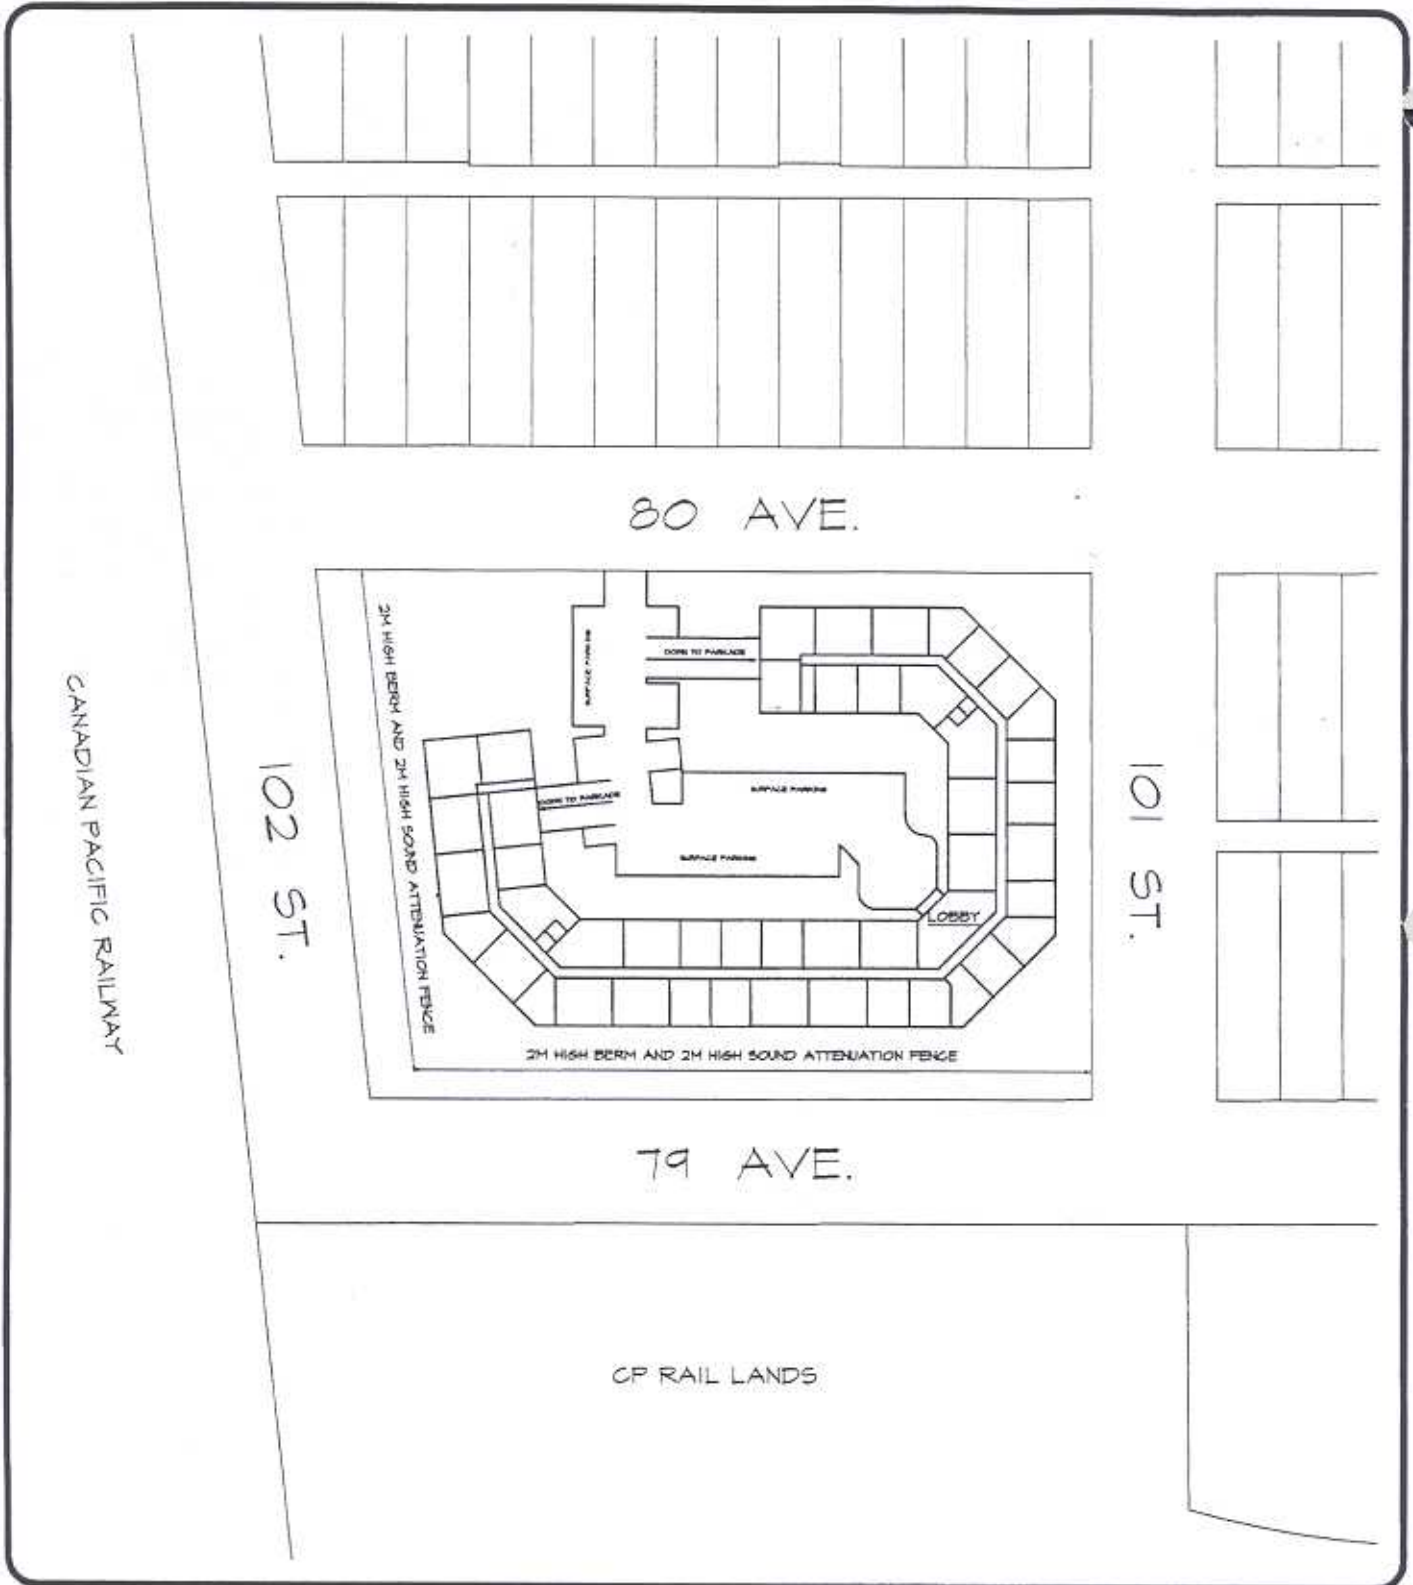 80 AVE.
SURFACE PARKING
DOWN TO PARKADE
2M HIGH BERM AND 2M HIGH SOUND ATTENUATION FENCE
CANADIAN PACIFIC RAILWAY
102 ST.
DOWN TO PARKADE
SURFACE PARKING
SURFACE PARKING
101 ST.
LOBBY
2M HIGH BERM AND 2M HIGH SOUND ATTENUATION FENCE
79 AVE.
CP RAIL LANDS